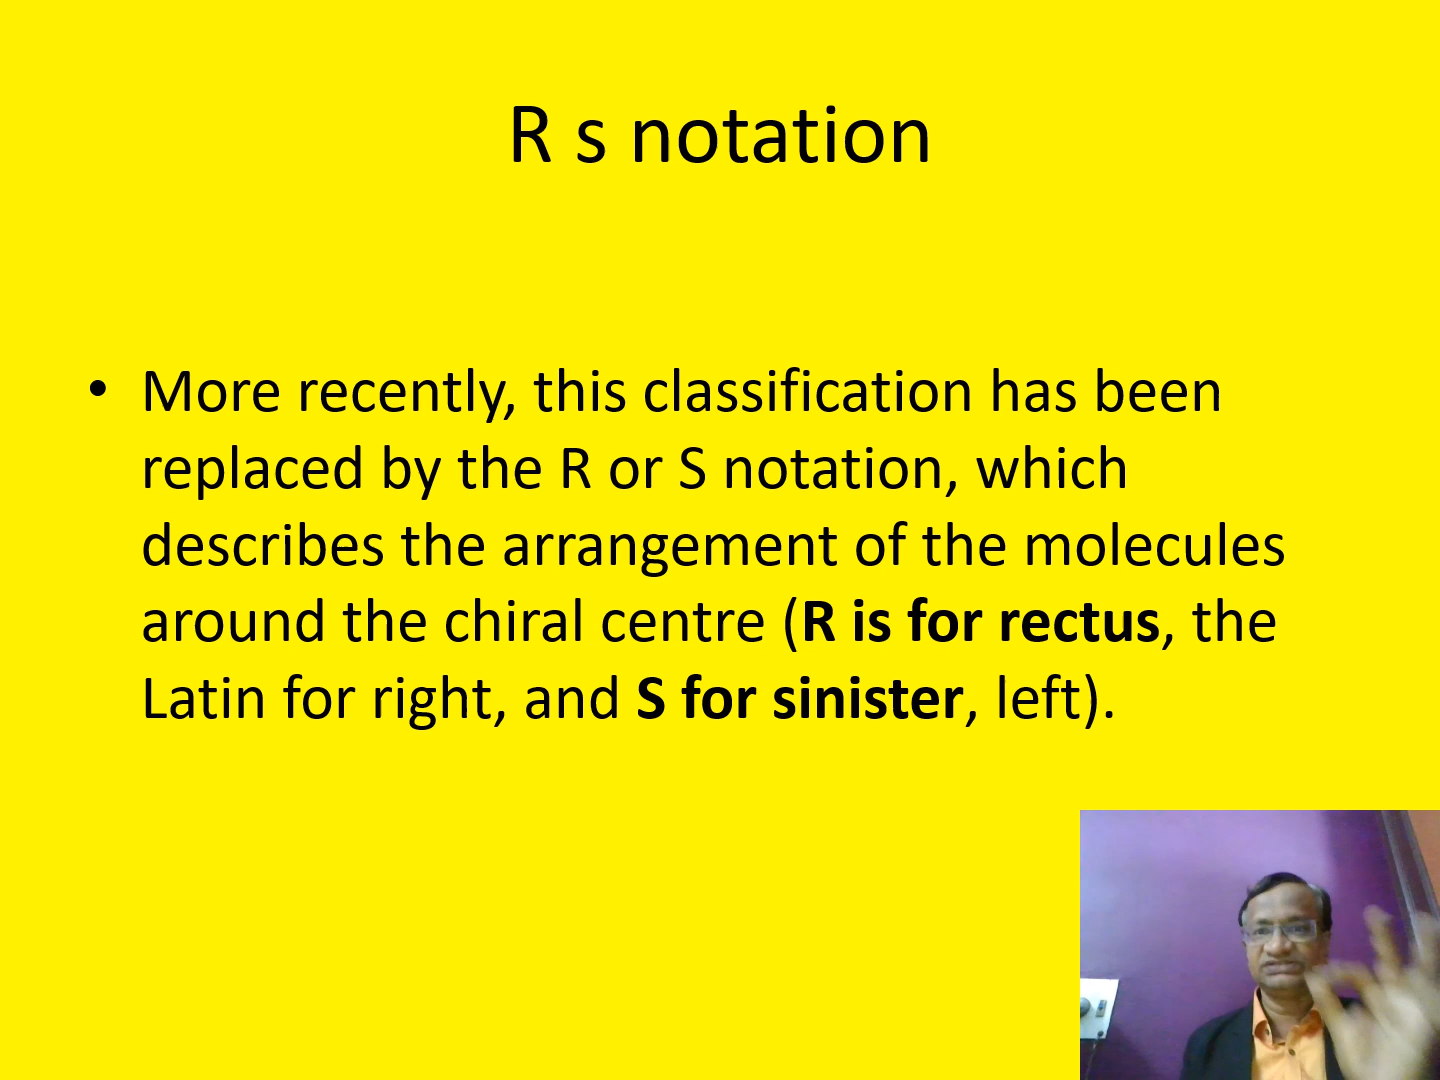 R s notation
• More recently, this classification has been
replaced by the R or S notation, which
describes the arrangement of the molecules
around the chiral centre (R is for rectus, the
Latin for right, and S for sinister, left).